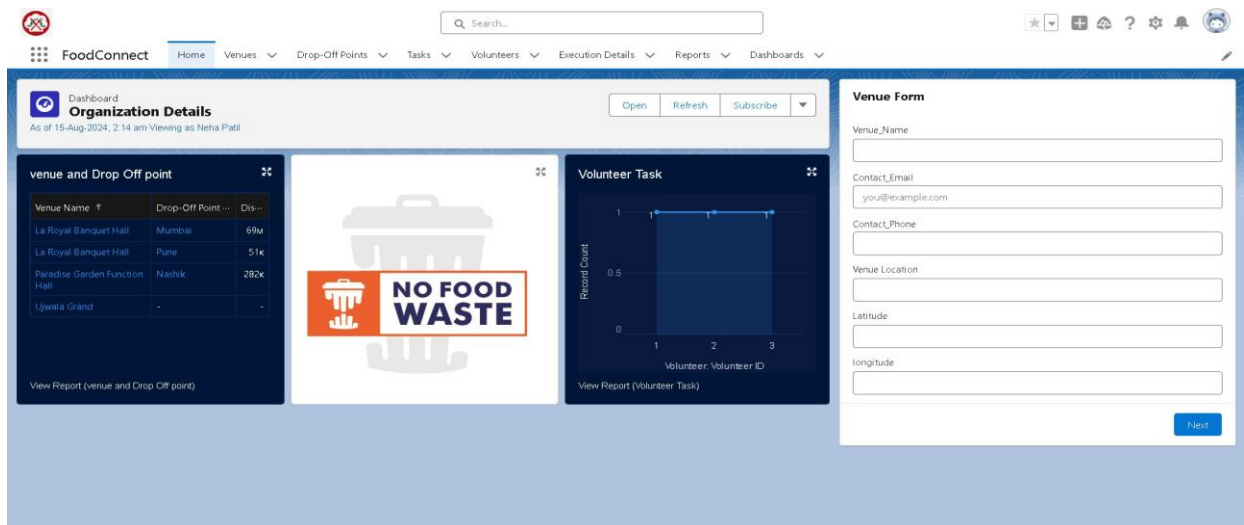 Search...
FoodConnect Home Venues Drop-Off Points Tasks Volunteers Execution Details Reports Dashboards
Dashboard
Organization Details
As of 15-Aug-2024, 2:14 am Viewing as Neha Patil
Open Refresh Subscribe
venue and Drop Off point
Venue Name ↑ Drop-Off Point ... Dis...
La Royal Banquet Hall Mumbai 69M
La Royal Banquet Hall Pune 51K
Paradise Garden Function Nashik 282K
Hall
Ujwala Grand - -
View Report (venue and Drop Off point)
NO FOOD
WASTE
Volunteer Task
Record Count
1
1 1 1
0.5
0
1 2 3
Volunteer: Volunteer ID
View Report (Volunteer Task)
Venue Form
Venue_Name
Contact_Email
you@example.com
Contact_Phone
Venue Location
Latitude
longitude
Next